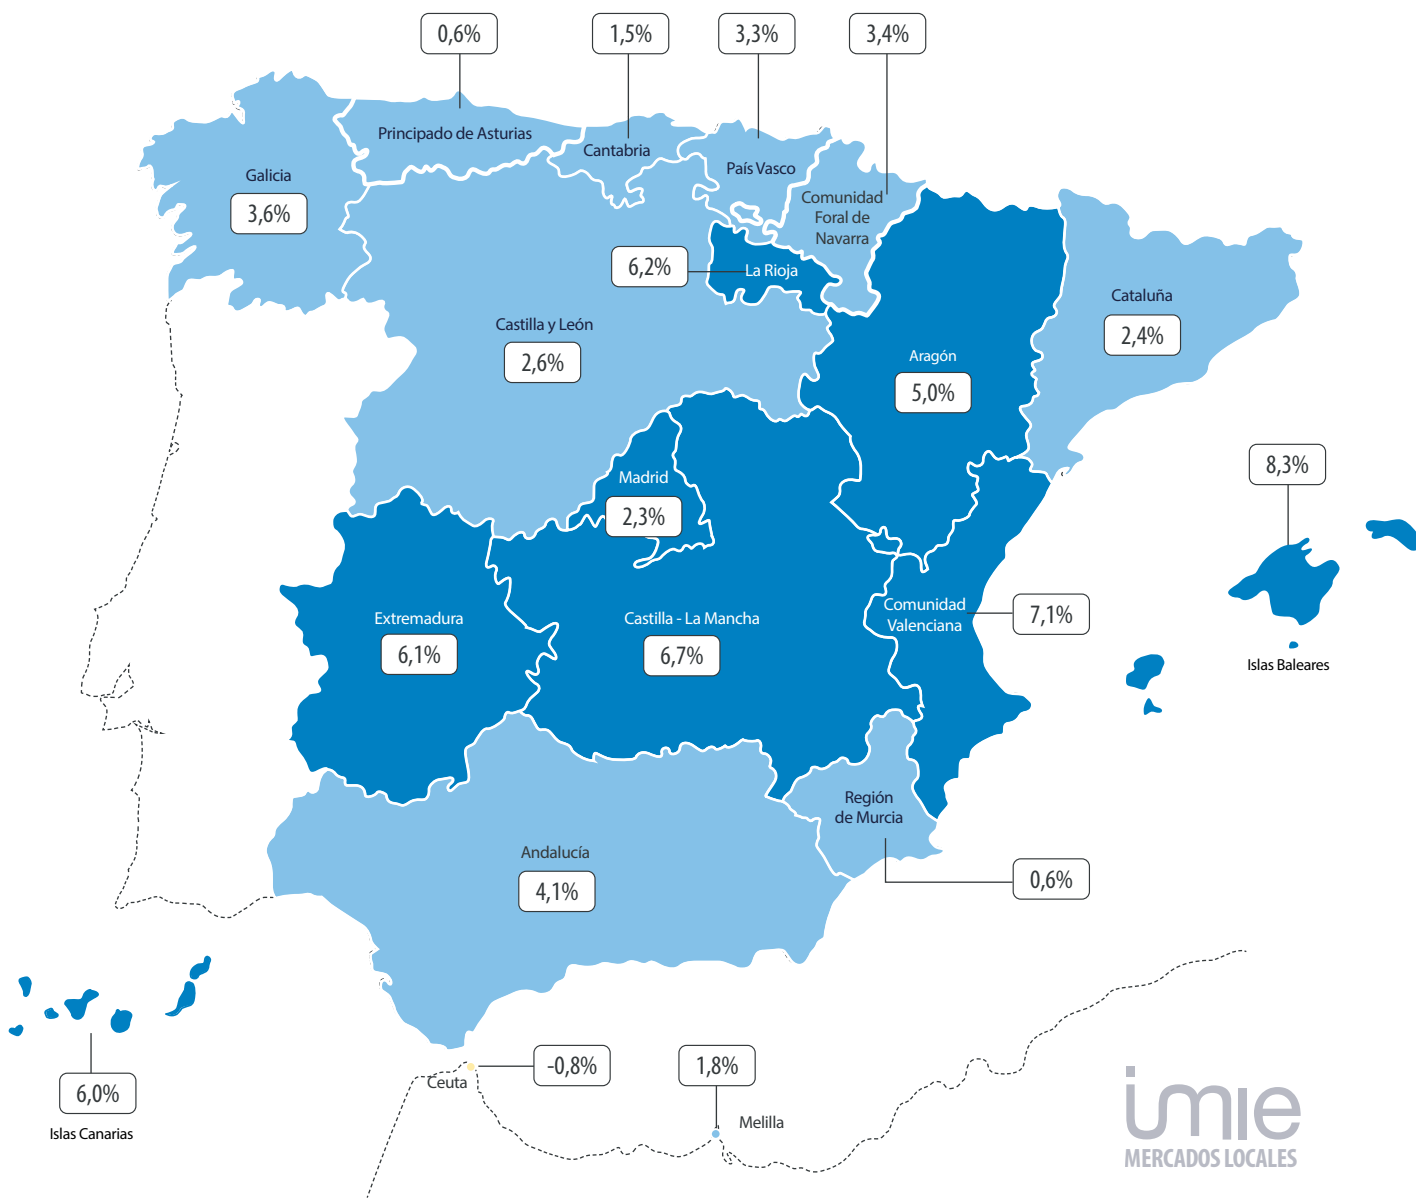 0,6%
1,5%
3,3%
3,4%
Principado de Asturias
Cantabria
País Vasco
Galicia
3,6%
Comunidad
Foral de
Navarra
6,2%
La Rioja
Cataluña
2,4%
Castilla y León
2,6%
Aragón
5,0%
8,3%
Islas Baleares
Madrid
2,3%
Extremadura
6,1%
Castilla - La Mancha
6,7%
Comunidad
Valenciana
7,1%
Región
de Murcia
0,6%
Andalucía
4,1%
6,0%
Islas Canarias
Ceuta
-0,8%
1,8%
Melilla
imie
MERCADOS LOCALES